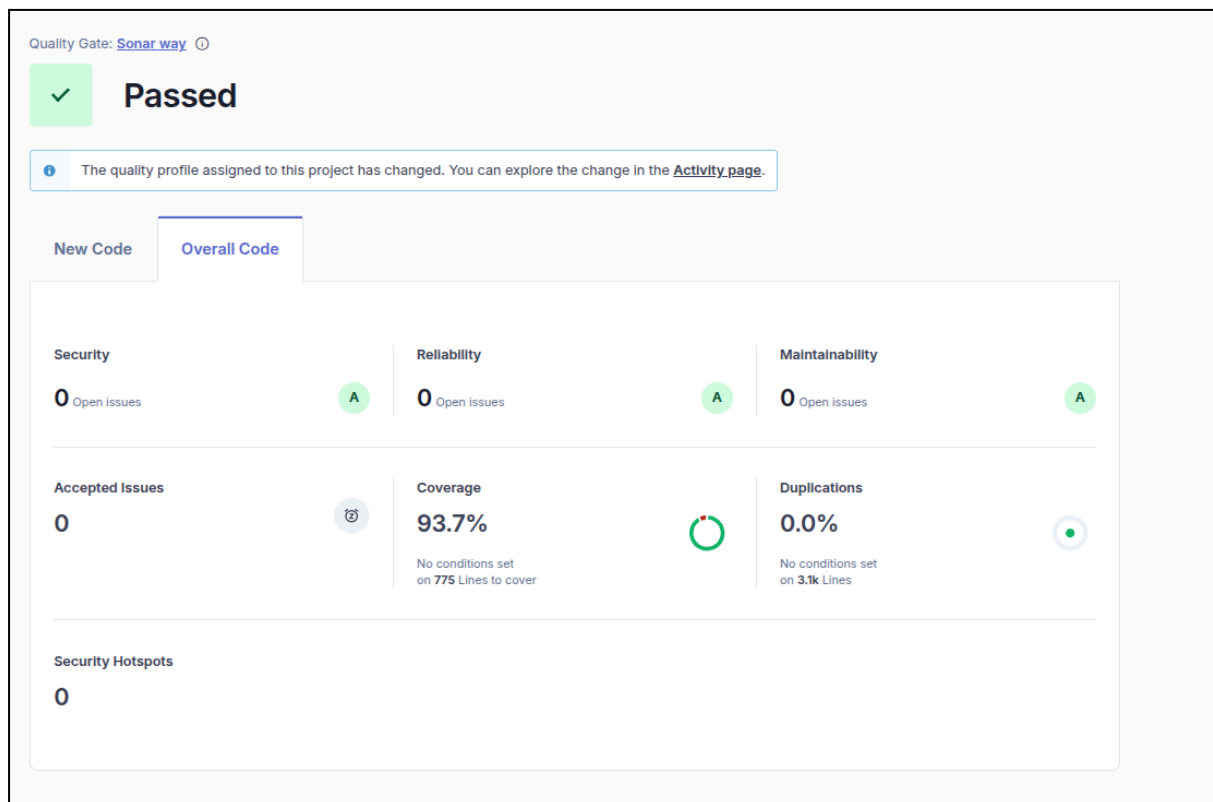 Quality Gate: Sonar way
Passed
The quality profile assigned to this project has changed. You can explore the change in the Activity page.
New Code
Overall Code
Security
0 Open issues
A
Reliability
0 Open issues
A
Maintainability
0 Open issues
A
Accepted Issues
0
Coverage
93.7%
No conditions set
on 775 Lines to cover
Duplications
0.0%
No conditions set
on 3.1k Lines
Security Hotspots
0